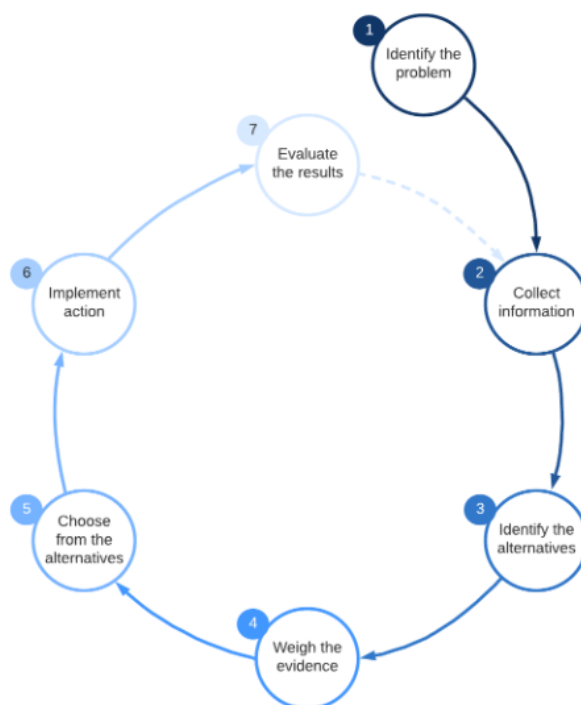 1
Identify the
problem
2
Collect
information
3
Identify the
alternatives
4
Weigh the
evidence
5
Choose
from the
alternatives
6
Implement
action
7
Evaluate
the results